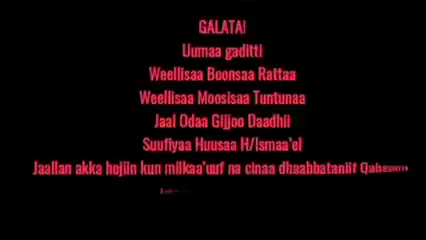 GALATA!
Uumaa gaditti
Weellisaa Boonsaa Rattaa
Weellisaa Moosisaa Tuntunaa
Jaal Odaa Gijjoo Daadhii
Suufiyaa Huusaa H/Ismaa'el
Jaallan akka hojiin kun milkaa'uuf na cinaa dhaabbataniif